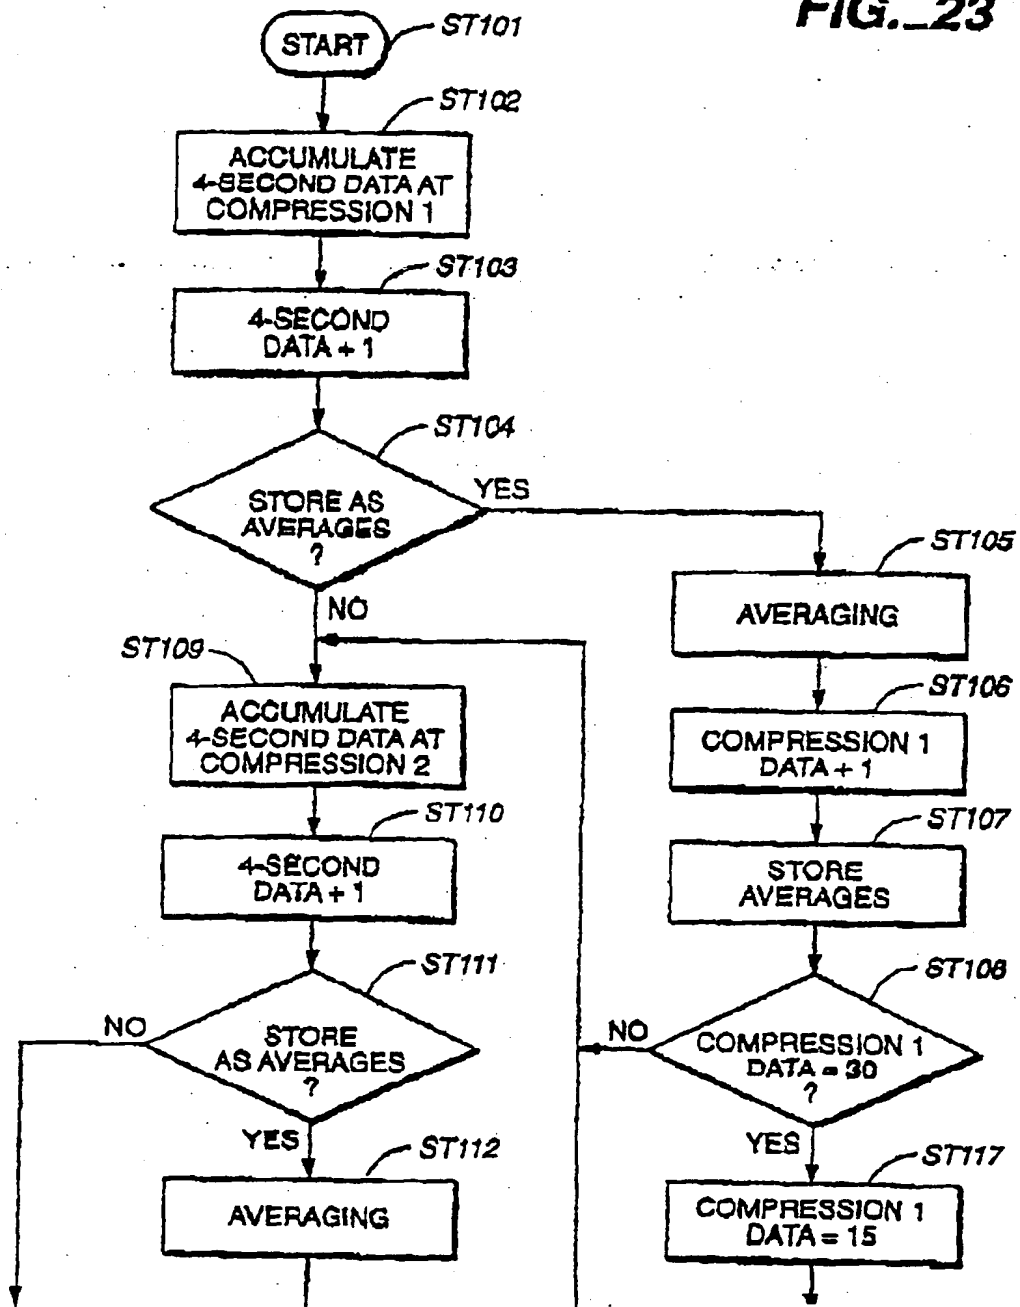 FIG._23
START
ST101
ST102
ACCUMULATE
4-SECOND DATA AT
COMPRESSION 1
ST103
4-SECOND
DATA + 1
ST104
STORE AS
AVERAGES
?
YES
NO
ST105
AVERAGING
ST106
COMPRESSION 1
DATA + 1
ST107
STORE
AVERAGES
ST108
COMPRESSION 1
DATA = 30
?
NO
YES
ST117
COMPRESSION 1
DATA = 15
ST109
ACCUMULATE
4-SECOND DATA AT
COMPRESSION 2
ST110
4-SECOND
DATA + 1
ST111
STORE
AS AVERAGES
?
NO
YES
ST112
AVERAGING